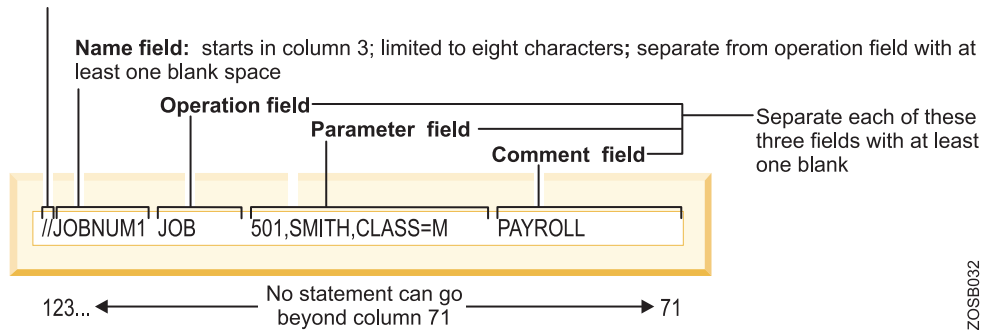 Name field: starts in column 3; limited to eight characters; separate from operation field with at
least one blank space
Operation field
Parameter field
Comment field
Separate each of these
three fields with at least
one blank
//JOBNUM1 JOB 501,SMITH,CLASS=M PAYROLL
123... No statement can go
beyond column 71
71
ZOSB032